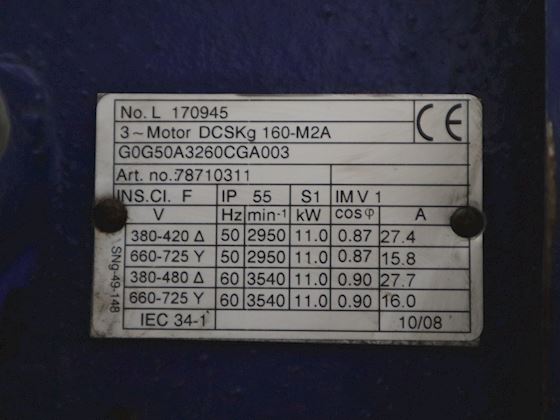 No. L 170945
CE
3~Motor DCSKg 160-M2A
G0G50A3260CGA003
Art. no.:78710311
INS.Cl. F IP 55 S1 IM V 1
V Hz min-1 kW cosφ A
380-420 Δ 50 2950 11.0 0.87 27.4
660-725 Y 50 2950 11.0 0.87 15.8
380-480 Δ 60 3540 11.0 0.90 27.7
660-725 Y 60 3540 11.0 0.90 16.0
IEC 34-1 10/08
SNg-49-148